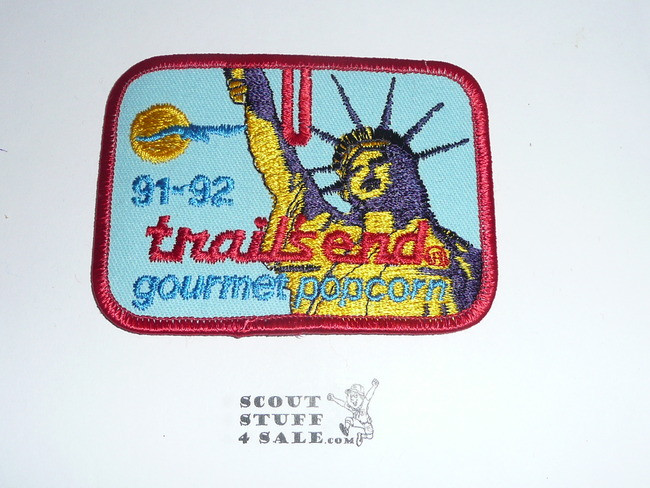 91-92
trail's end®
gourmet popcorn
SCOUT
STUFF
4 SALE.COM